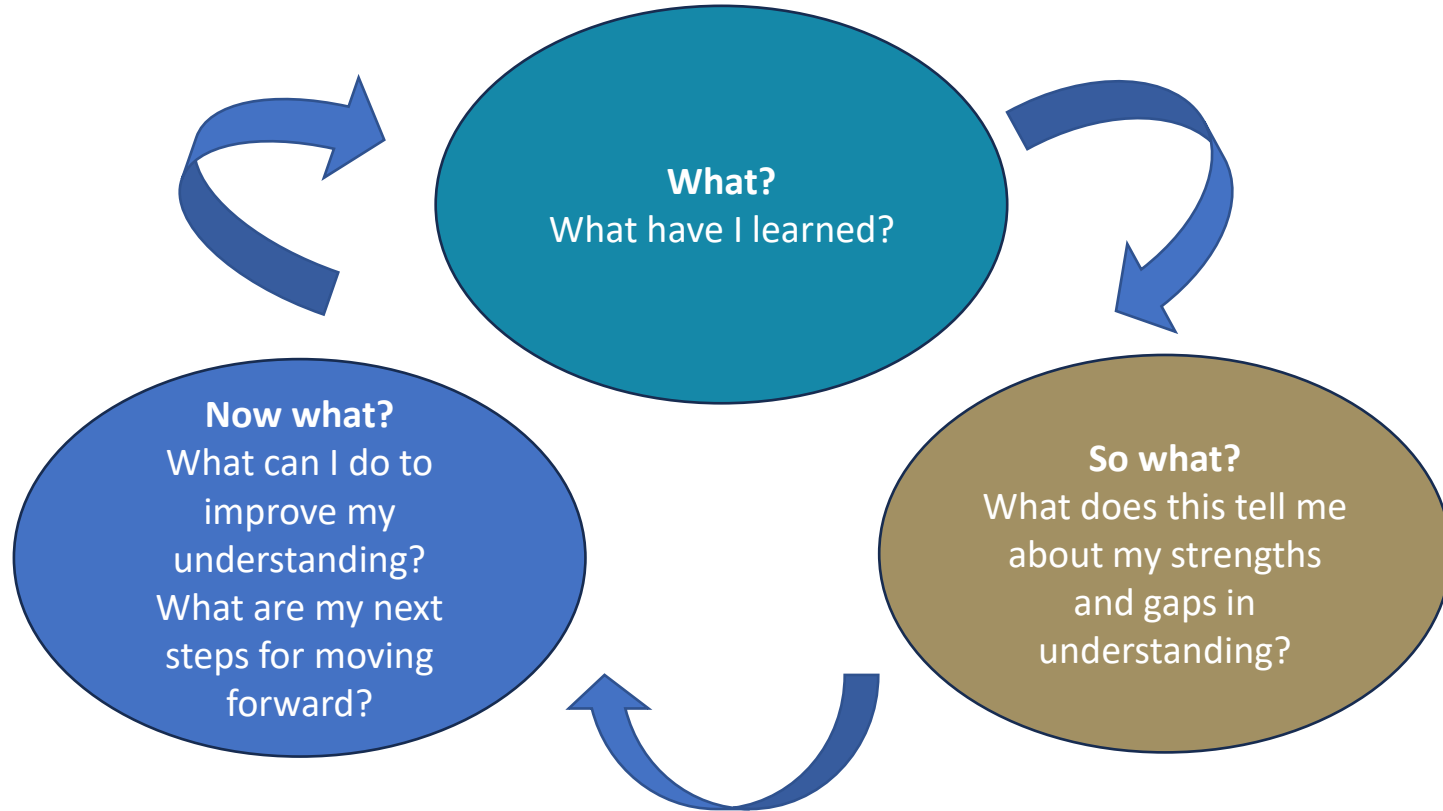 What?
What have I learned?
So what?
What does this tell me
about my strengths
and gaps in
understanding?
Now what?
What can I do to
improve my
understanding?
What are my next
steps for moving
forward?